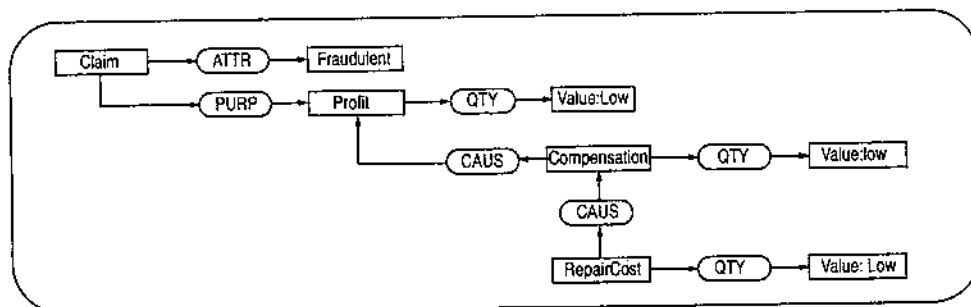 Claim ATTR Fraudulent
PURP Profit QTY Value:Low
CAUS Compensation QTY Value:low
CAUS
RepairCost QTY Value: Low